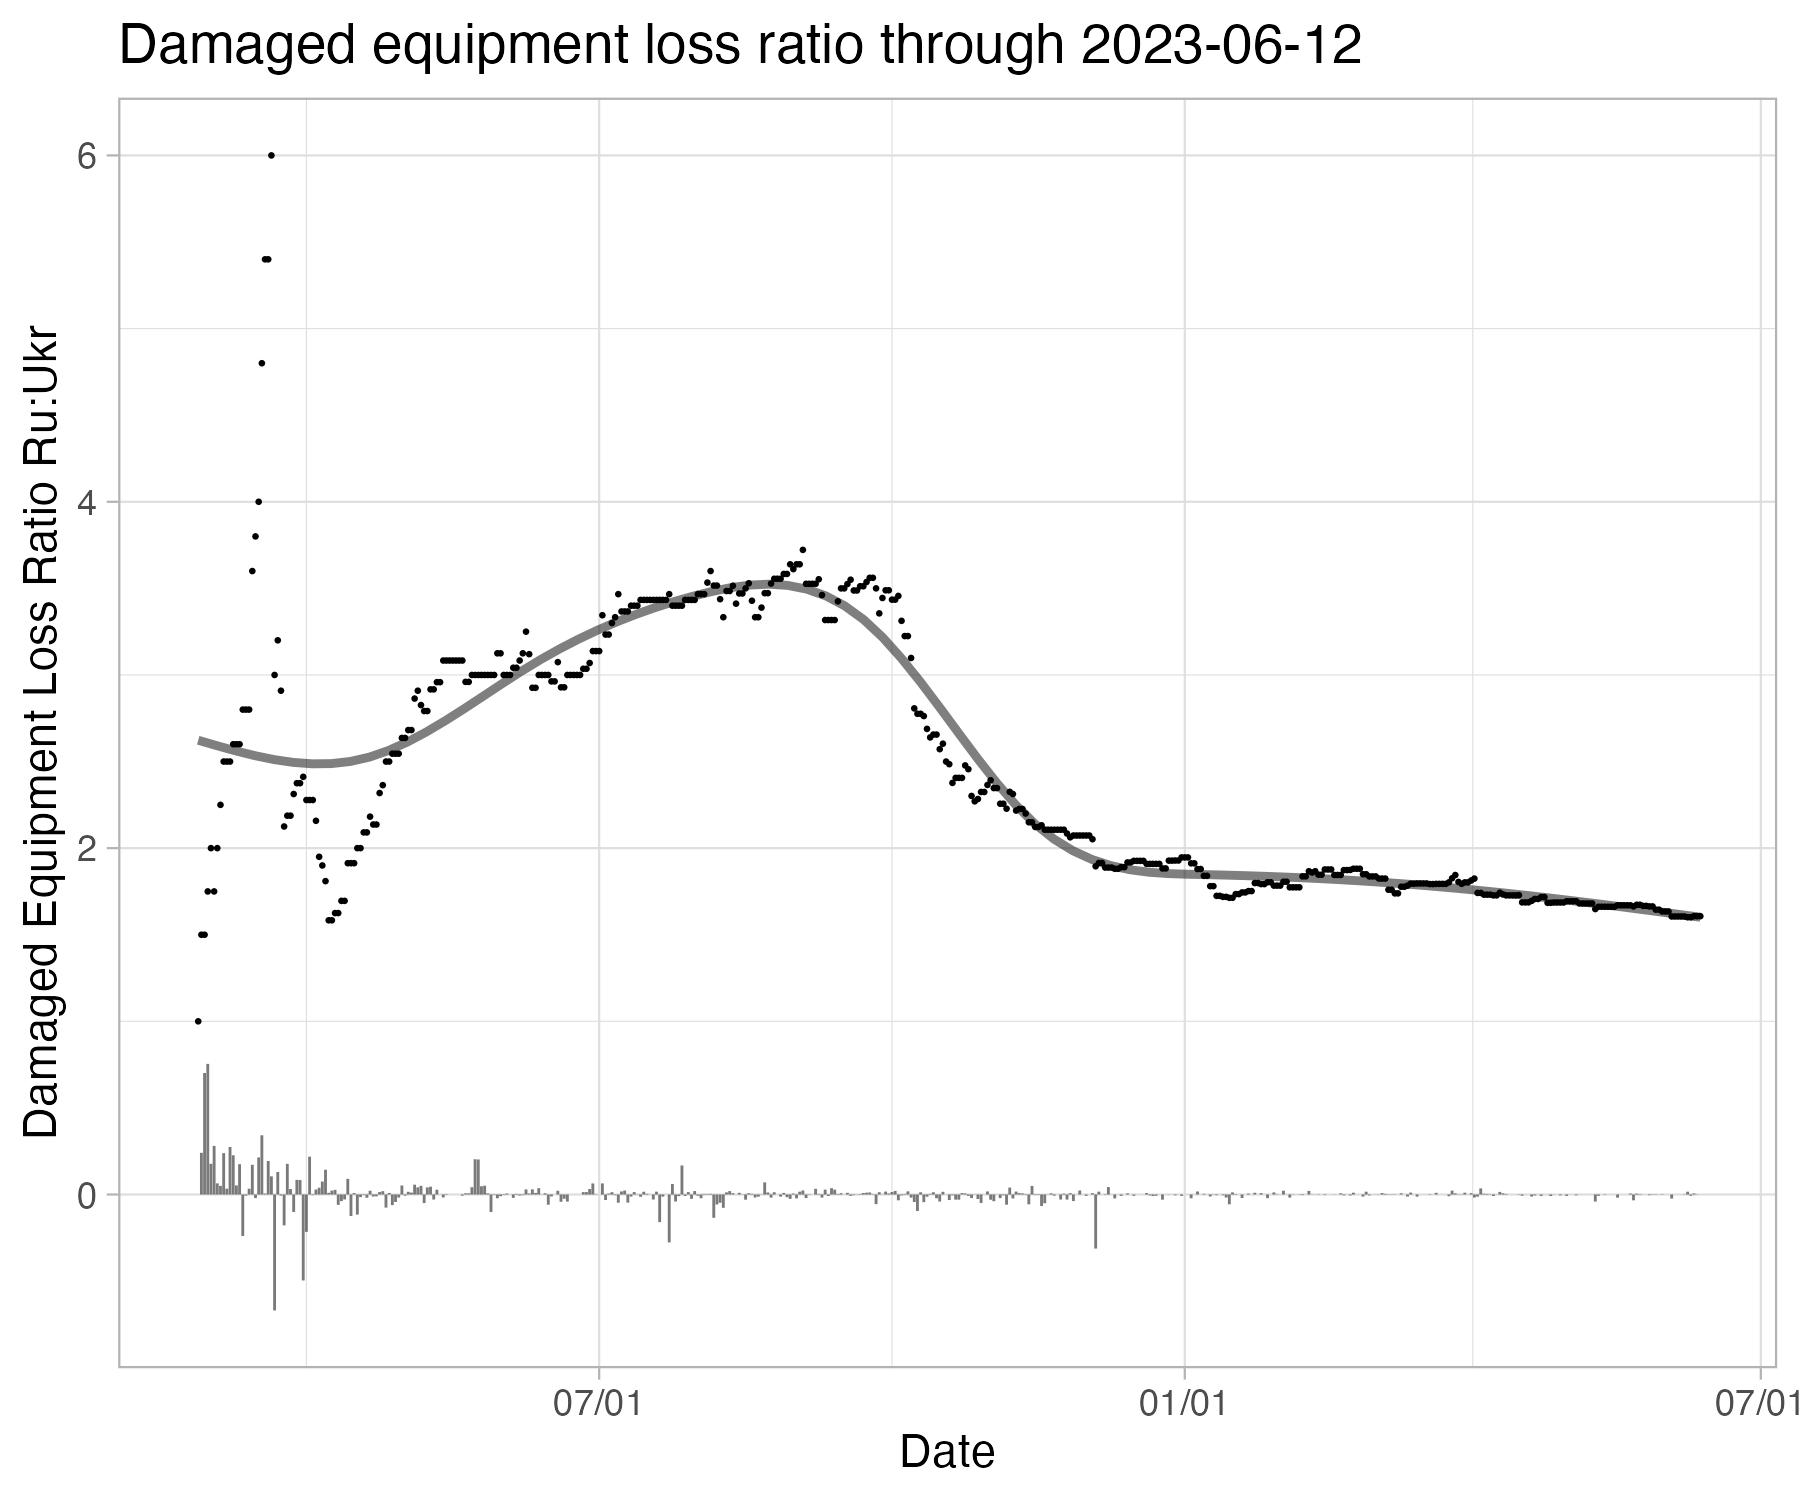 Damaged equipment loss ratio through 2023-06-12
Damaged Equipment Loss Ratio Ru:Ukr
6
4
2
0
07/01
01/01
07/01
Date